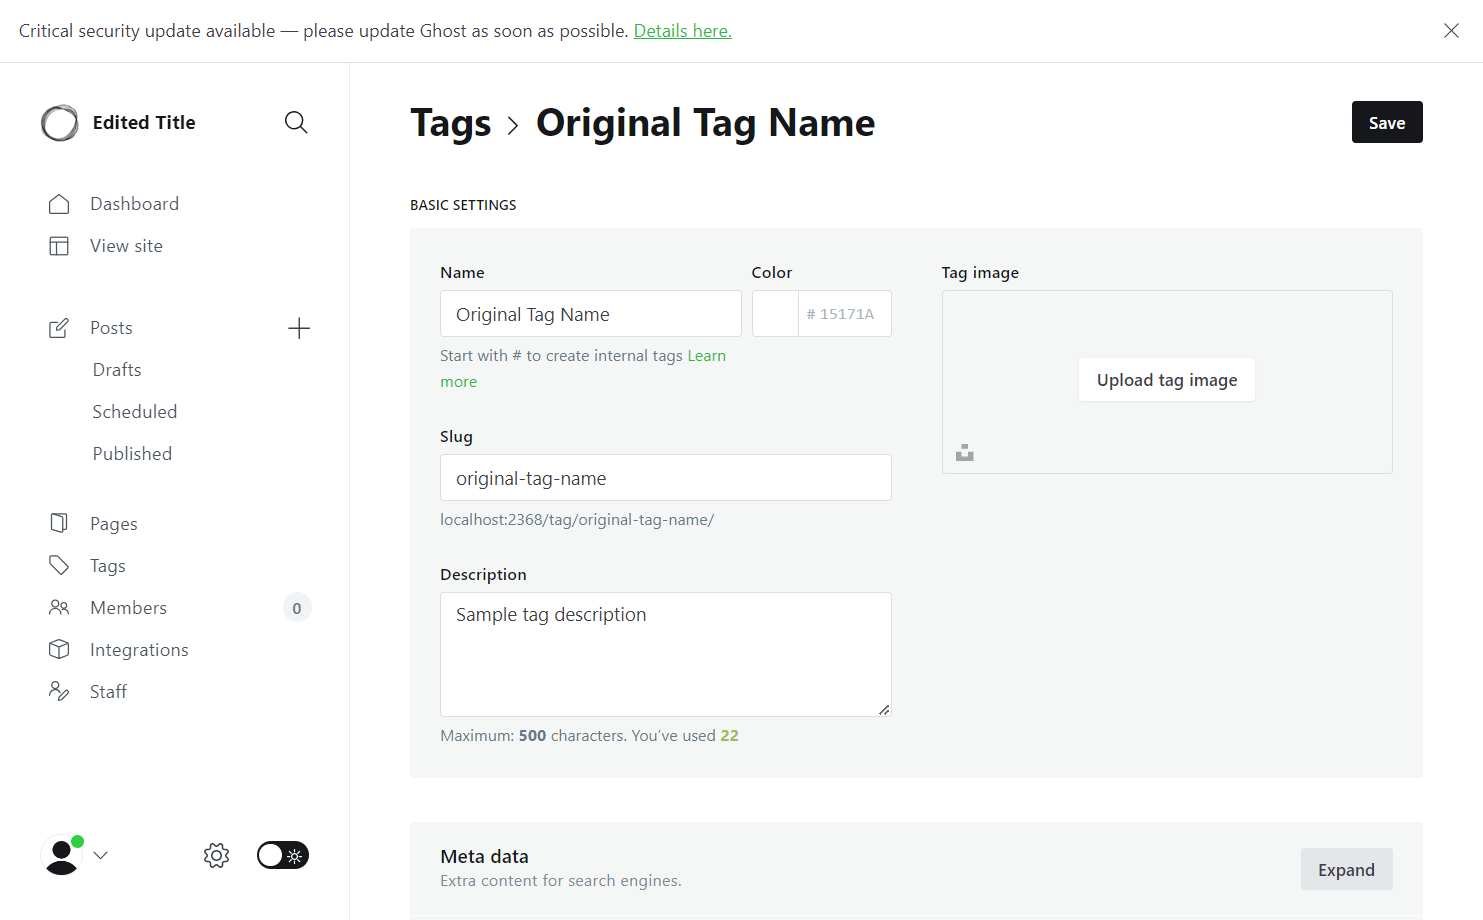 Critical security update available — please update Ghost as soon as possible. Details here.
Edited Title
Dashboard
View site
Posts
Drafts
Scheduled
Published
Pages
Tags
Members 0
Integrations
Staff
Tags > Original Tag Name
Save
BASIC SETTINGS
Name
Original Tag Name
Start with # to create internal tags Learn
more
Color
# 15171A
Slug
original-tag-name
localhost:2368/tag/original-tag-name/
Description
Sample tag description
Maximum: 500 characters. You’ve used 22
Tag image
Upload tag image
Meta data
Extra content for search engines.
Expand